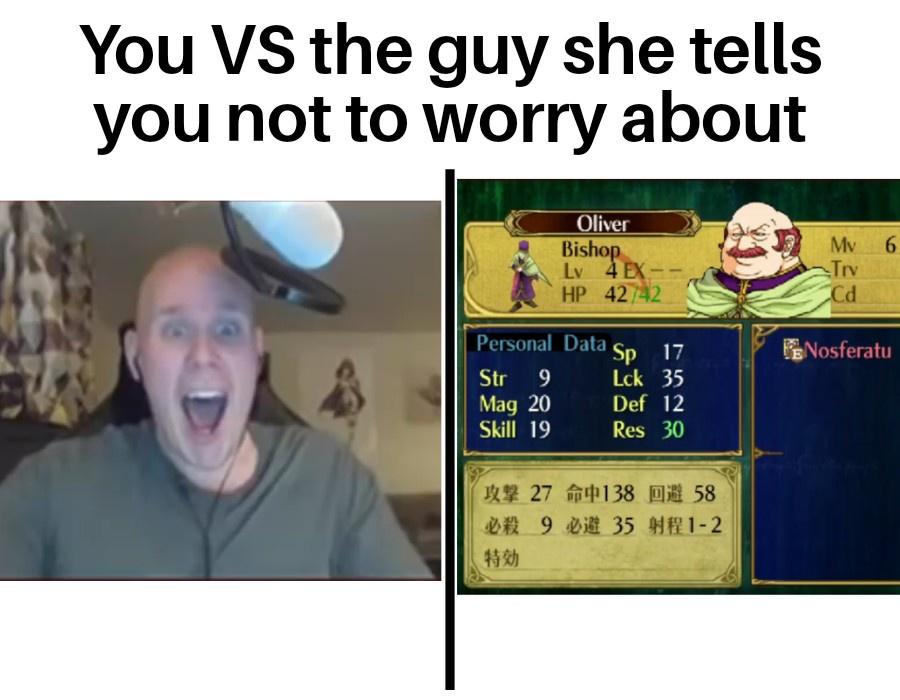 You VS the guy she tells
you not to worry about
Oliver
Bishop
Lv 4 EX--
HP 42/42
Mv 6
Trv
Cd
Personal Data
Sp 17
Str 9
Lck 35
Mag 20
Def 12
Skill 19
Res 30
E Nosferatu
攻撃 27 命中138 回避 58
必殺 9 必避 35 射程1-2
特効